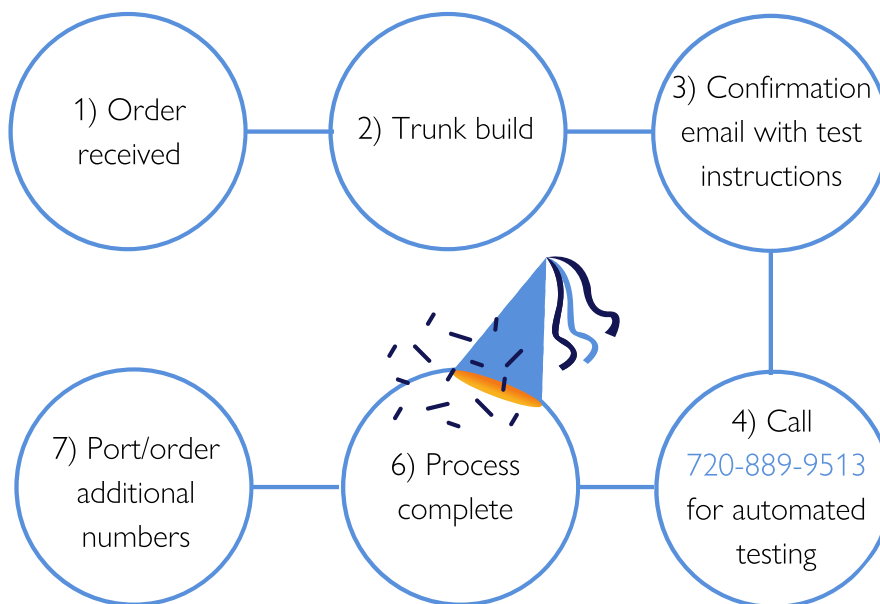 1) Order
received
2) Trunk build
3) Confirmation
email with test
instructions
4) Call
720-889-9513
for automated
testing
6) Process
complete
7) Port/order
additional
numbers